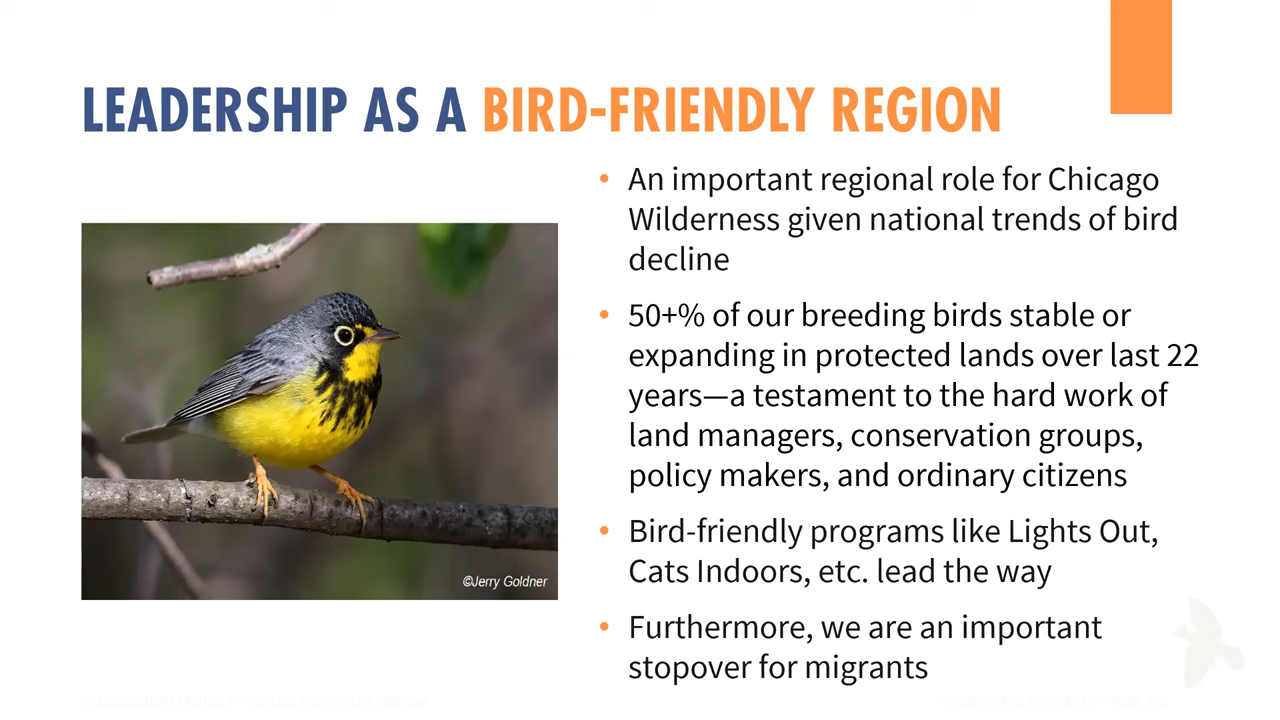 LEADERSHIP AS A BIRD-FRIENDLY REGION
• An important regional role for Chicago
Wilderness given national trends of bird
decline
• 50+% of our breeding birds stable or
expanding in protected lands over last 22
years—a testament to the hard work of
land managers, conservation groups,
policy makers, and ordinary citizens
• Bird-friendly programs like Lights Out,
Cats Indoors, etc. lead the way
• Furthermore, we are an important
stopover for migrants
©Jerry Goldner